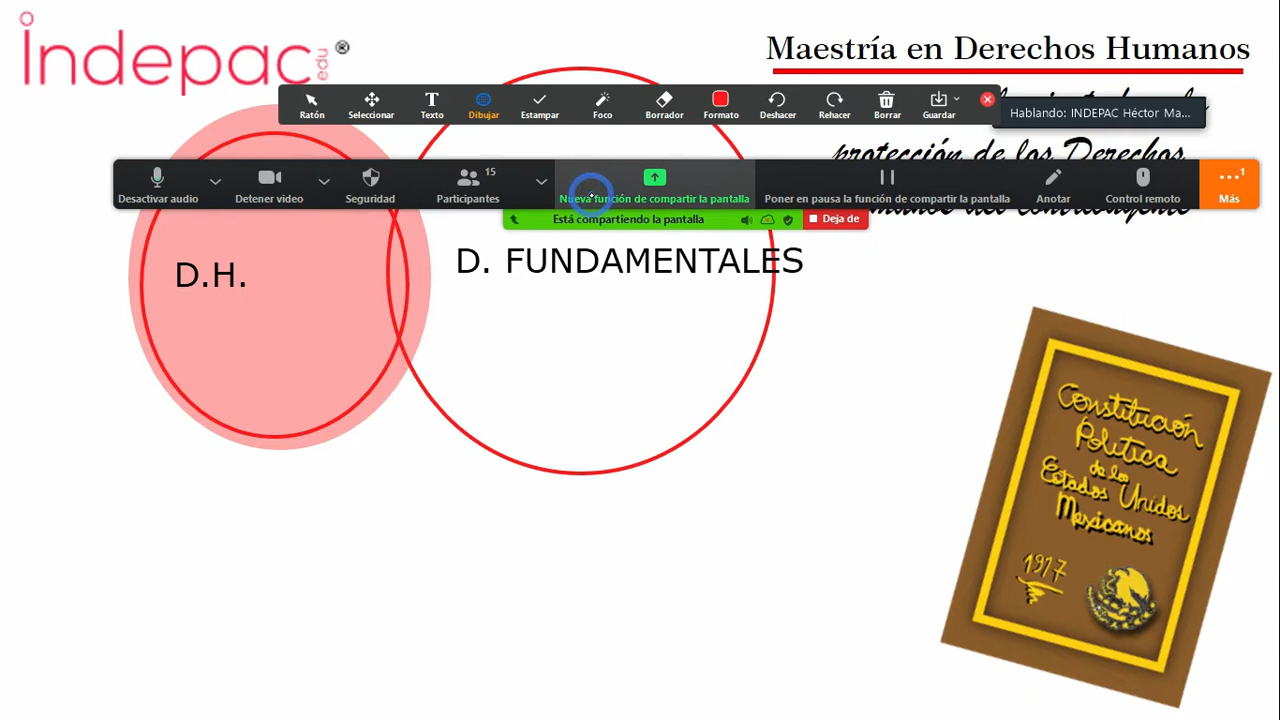 indepac edu ®
Maestría en Derechos Humanos
Ratón Seleccionar Texto Dibujar Estampar Foco Borrador Formato Deshacer Rehacer Borrar Guardar
Hablando: INDEPAC Héctor Ma...
protección de los Derechos
Desactivar audio Detener video Seguridad Participantes 15 Nueva función de compartir la pantalla Poner en pausa la función de compartir la pantalla Anotar Control remoto Más 1
del contribuyente
Está compartiendo la pantalla Deja de
D.H.
D. FUNDAMENTALES
Constitución
Política
de los
Estados Unidos
Mexicanos
1917